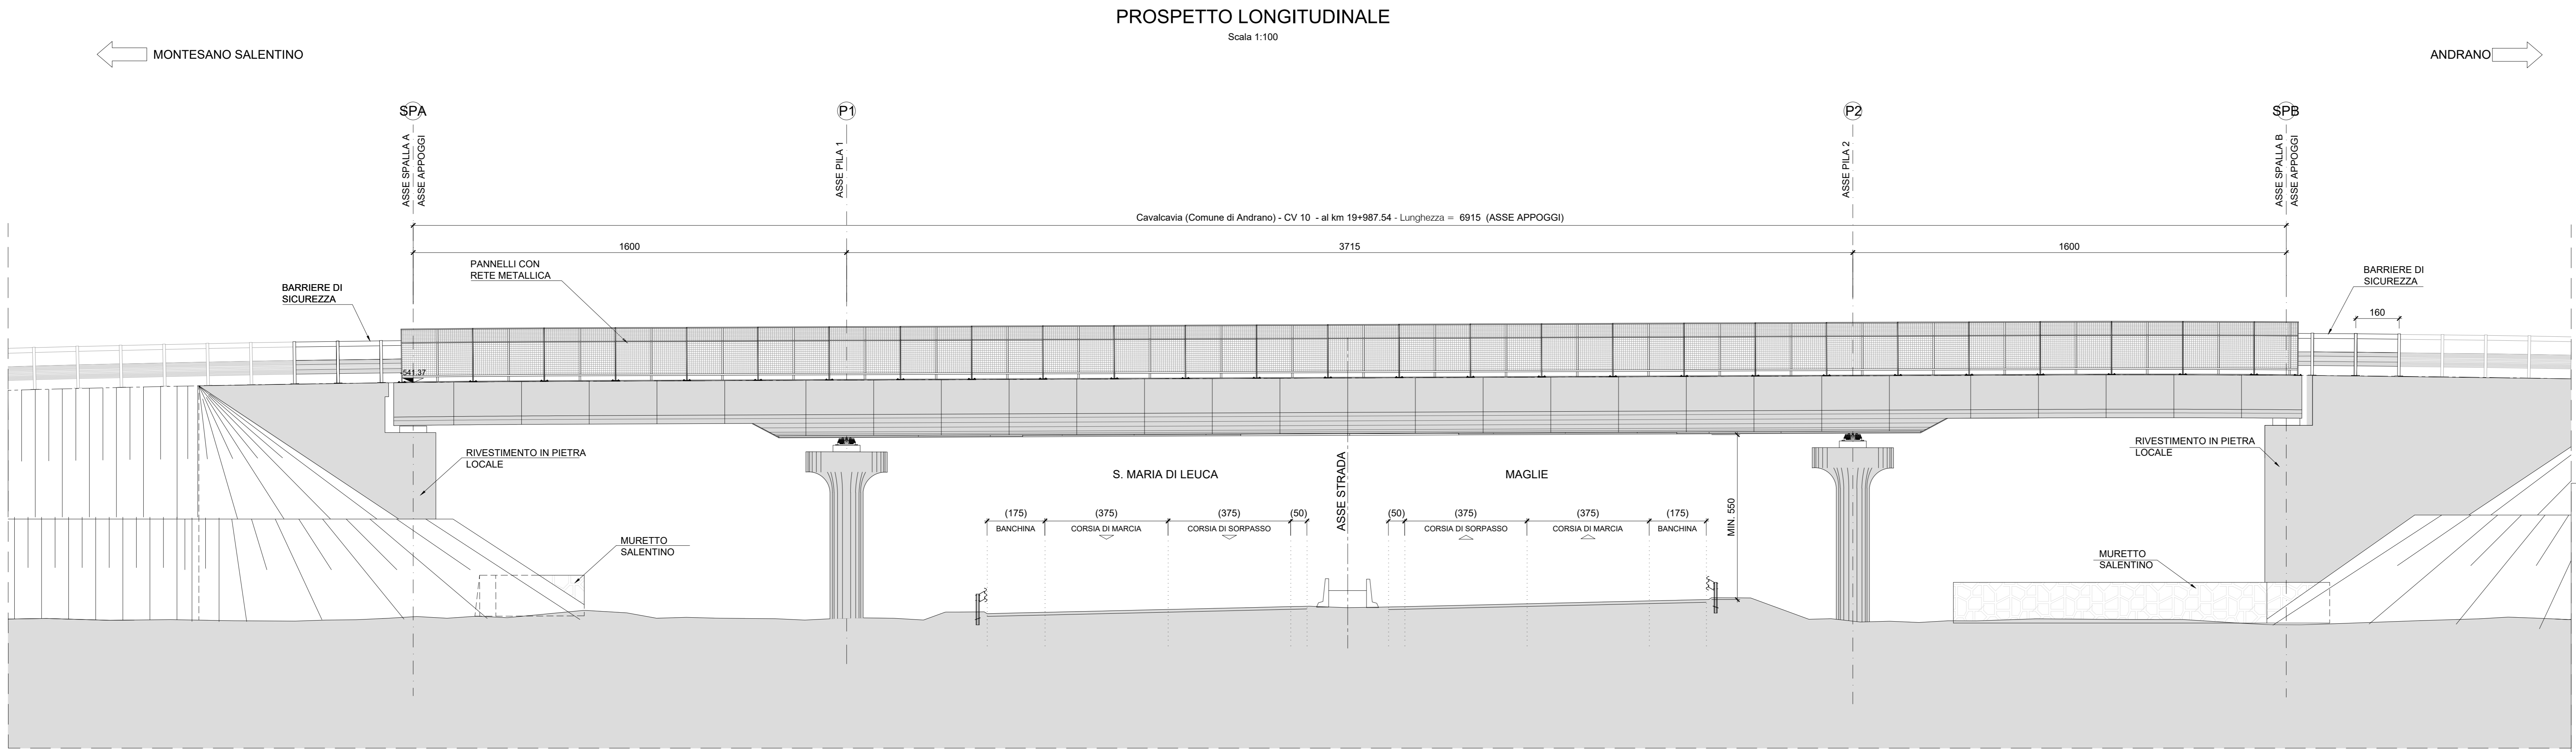 PROSPETTO LONGITUDINALE
Scala 1:100
MONTESANO SALENTINO
ANDRANO
SPA
P1
P2
SPB
ASSE SPALLA A
ASSE APPOGGI
ASSE PILA 1
ASSE PILA 2
ASSE SPALLA B
ASSE APPOGGI
Cavalcavia (Comune di Andrano) - CV 10 - al km 19+987.54 - Lunghezza = 6915 (ASSE APPOGGI)
1600
3715
1600
PANNELLI CON
RETE METALLICA
BARRIERE DI
SICUREZZA
BARRIERE DI
SICUREZZA
160
541.37
RIVESTIMENTO IN PIETRA
LOCALE
RIVESTIMENTO IN PIETRA
LOCALE
S. MARIA DI LEUCA
ASSE STRADA
MAGLIE
MIN. 550
(175)
(375)
(375)
(50)
(50)
(375)
(375)
(175)
BANCHINA
CORSIA DI MARCIA
CORSIA DI SORPASSO
CORSIA DI SORPASSO
CORSIA DI MARCIA
BANCHINA
MURETTO
SALENTINO
MURETTO
SALENTINO